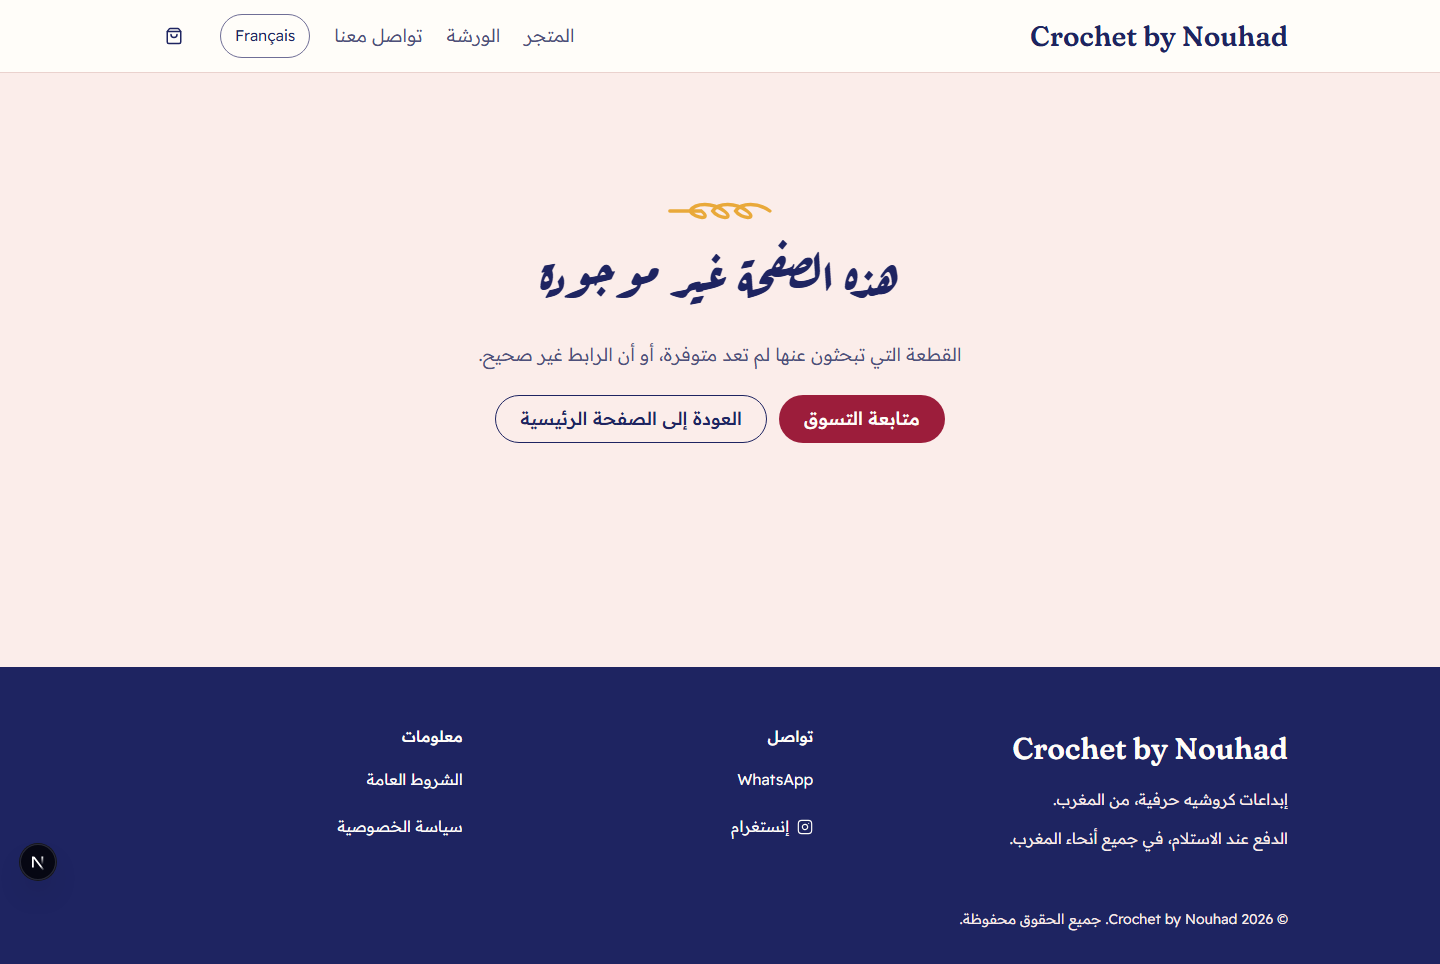 Crochet by Nouhad
المتجر
الورشة
تواصل معنا
Français
هذه الصفحة غير موجودة
القطعة التي تبحثون عنها لم تعد متوفرة، أو أن الرابط غير صحيح.
متابعة التسوق
العودة إلى الصفحة الرئيسية
Crochet by Nouhad
إبداعات كروشيه حرفية، من المغرب.
الدفع عند الاستلام، في جميع أنحاء المغرب.
تواصل
WhatsApp
إنستغرام
معلومات
الشروط العامة
سياسة الخصوصية
© 2026 Crochet by Nouhad. جميع الحقوق محفوظة.
N